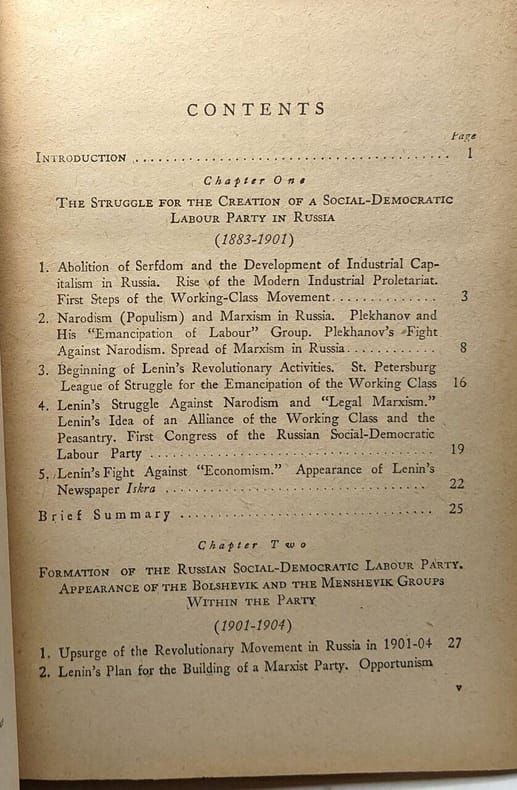 CONTENTS
Page
INTRODUCTION ........................................ 1
Chapter One
THE STRUGGLE FOR THE CREATION OF A SOCIAL-DEMOCRATIC
LABOUR PARTY IN RUSSIA
(1883-1901)
1. Abolition of Serfdom and the Development of Industrial Cap-
italism in Russia. Rise of the Modern Industrial Proletariat.
First Steps of the Working-Class Movement.............. 3
2. Narodism (Populism) and Marxism in Russia. Plekhanov and
His “Emancipation of Labour” Group. Plekhanov’s Fight
Against Narodism. Spread of Marxism in Russia............ 8
3. Beginning of Lenin’s Revolutionary Activities. St. Petersburg
League of Struggle for the Emancipation of the Working Class 16
4. Lenin’s Struggle Against Narodism and “Legal Marxism.”
Lenin’s Idea of an Alliance of the Working Class and the
Peasantry. First Congress of the Russian Social-Democratic
Labour Party .................................... 19
5. Lenin’s Fight Against “Economism.” Appearance of Lenin’s
Newspaper Iskra .................................. 22
Brief Summary ................................. 25
Chapter Two
FORMATION OF THE RUSSIAN SOCIAL-DEMOCRATIC LABOUR PARTY.
APPEARANCE OF THE BOLSHEVIK AND THE MENSHEVIK GROUPS
WITHIN THE PARTY
(1901-1904)
1. Upsurge of the Revolutionary Movement in Russia in 1901-04 27
2. Lenin’s Plan for the Building of a Marxist Party. Opportunism
v